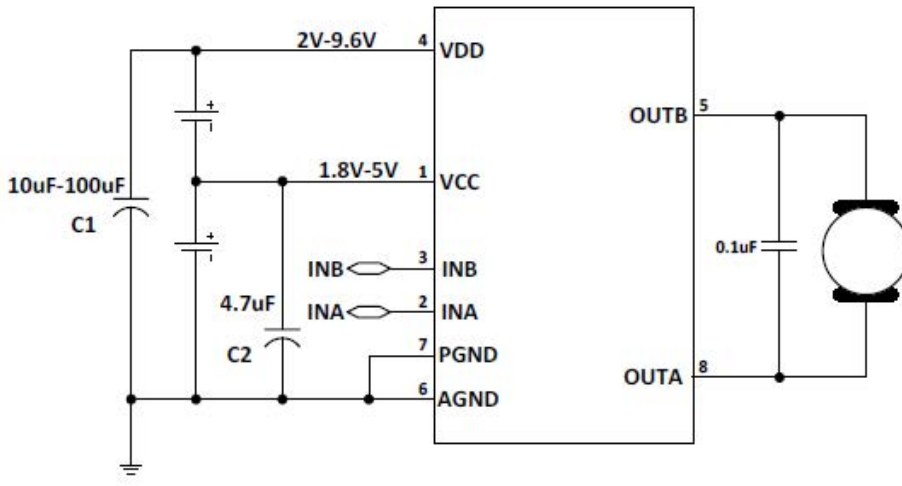 2V-9.6V
4
VDD
+
-
OUTB
5
1.8V-5V
1
VCC
10uF-100uF
C1
+
-
INB
3
INB
0.1uF
4.7uF
INA
2
INA
C2
7
PGND
OUTA
8
6
AGND